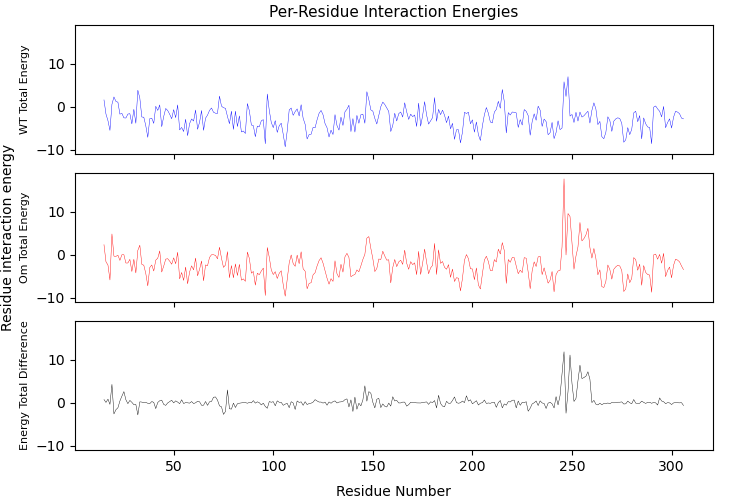 Per-Residue Interaction Energies
Residue interaction energy
WT Total Energy
10
0
−10
Om Total Energy
10
0
−10
Energy Total Difference
10
0
−10
50
100
150
200
250
300
Residue Number